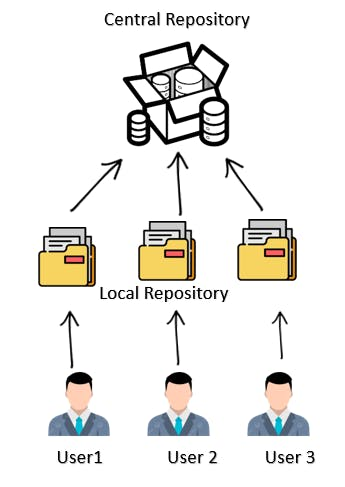 Central Repository
Local Repository
User1
User 2
User 3